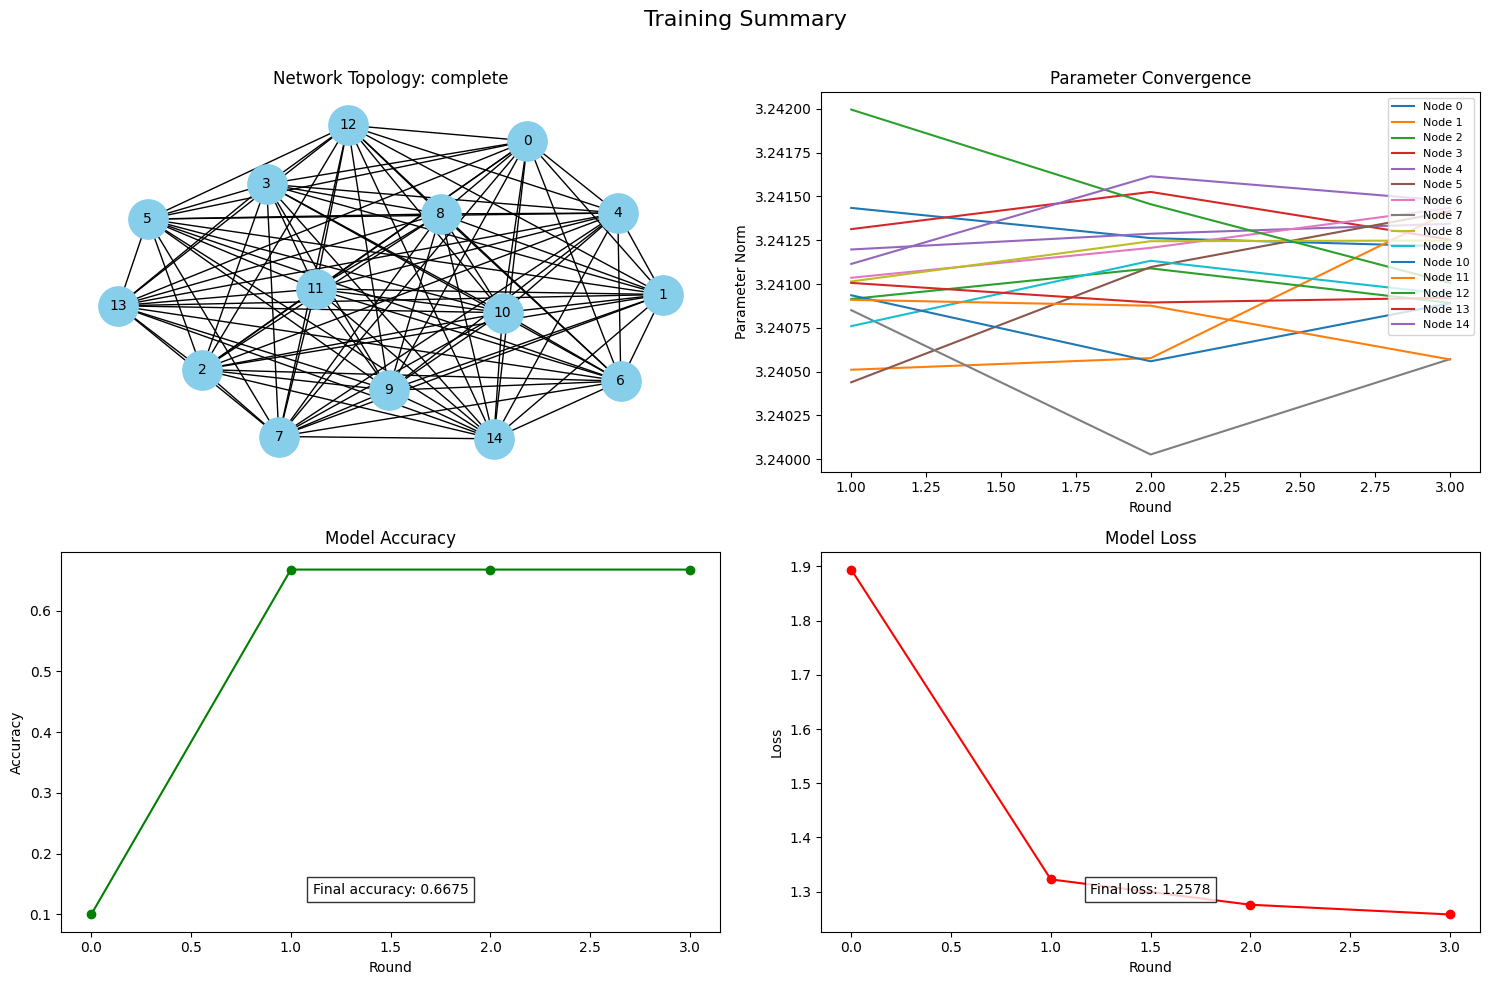 Training Summary
Network Topology: complete
12
0
3
8
4
5
11
1
13
10
2
9
6
7
14
Parameter Convergence
Parameter Norm
3.24200
3.24175
3.24150
3.24125
3.24100
3.24075
3.24050
3.24025
3.24000
Node 0
Node 1
Node 2
Node 3
Node 4
Node 5
Node 6
Node 7
Node 8
Node 9
Node 10
Node 11
Node 12
Node 13
Node 14
1.00 1.25 1.50 1.75 2.00 2.25 2.50 2.75 3.00
Round
Model Accuracy
Accuracy
0.6
0.5
0.4
0.3
0.2
0.1
Final accuracy: 0.6675
0.0 0.5 1.0 1.5 2.0 2.5 3.0
Round
Model Loss
Loss
1.9
1.8
1.7
1.6
1.5
1.4
1.3
Final loss: 1.2578
0.0 0.5 1.0 1.5 2.0 2.5 3.0
Round